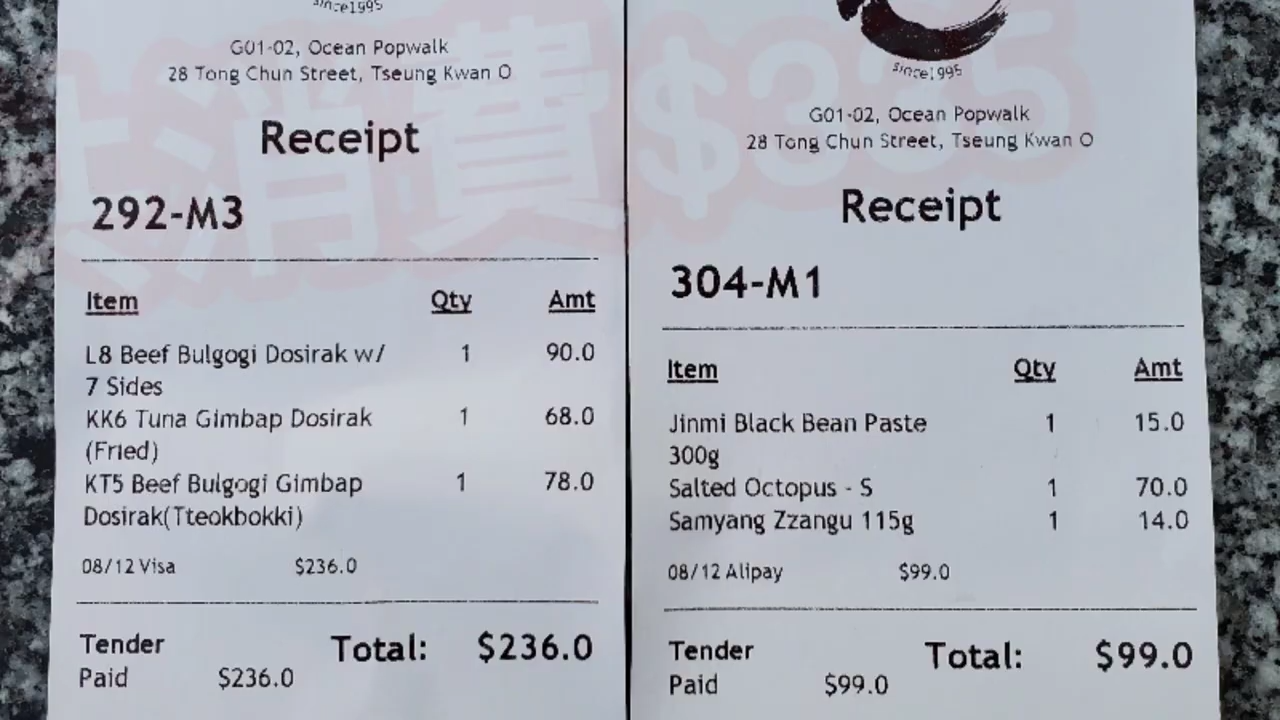 since1995
G01-02, Ocean Popwalk
28 Tong Chun Street, Tseung Kwan O
Receipt
292-M3
Item Qty Amt
L8 Beef Bulgogi Dosirak w/ 1 90.0
7 Sides
KK6 Tuna Gimbap Dosirak 1 68.0
(Fried)
KT5 Beef Bulgogi Gimbap 1 78.0
Dosirak(Tteokbokki)
08/12 Visa $236.0
Tender Total: $236.0
Paid $236.0
since1995
G01-02, Ocean Popwalk
28 Tong Chun Street, Tseung Kwan O
Receipt
304-M1
Item Qty Amt
Jinmi Black Bean Paste 1 15.0
300g
Salted Octopus - S 1 70.0
Samyang Zzangu 115g 1 14.0
08/12 Alipay $99.0
Tender Total: $99.0
Paid $99.0
消費$335